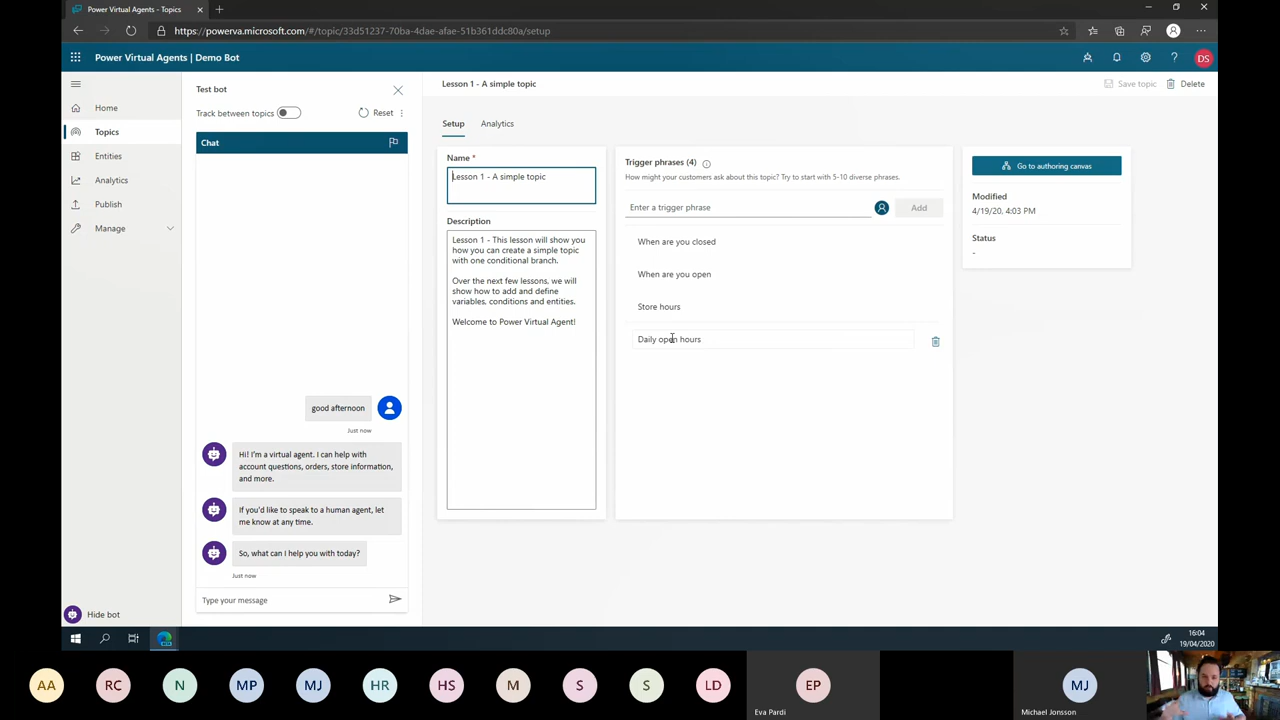 Power Virtual Agents - Topics
https://powerva.microsoft.com/#/topic/33d51237-70ba-4dae-afae-51b361ddc80a/setup
Power Virtual Agents | Demo Bot
DS
Home
Topics
Entities
Analytics
Publish
Manage
Hide bot
Test bot
Track between topics
Reset
Chat
good afternoon
Just now
Hi! I'm a virtual agent. I can help with
account questions, orders, store information,
and more.
If you'd like to speak to a human agent, let
me know at any time.
So, what can I help you with today?
Just now
Type your message
Lesson 1 - A simple topic
Save topic
Delete
Setup
Analytics
Name *
Lesson 1 - A simple topic
Description
Lesson 1 - This lesson will show you
how you can create a simple topic
with one conditional branch.
Over the next few lessons, we will
show how to add and define
variables, conditions and entities.
Welcome to Power Virtual Agent!
Trigger phrases (4)
How might your customers ask about this topic? Try to start with 5-10 diverse phrases.
Enter a trigger phrase
Add
When are you closed
When are you open
Store hours
Daily open hours
Go to authoring canvas
Modified
4/19/20, 4:03 PM
Status
-
16:04
19/04/2020
AA
RC
N
MP
MJ
HR
HS
M
S
S
LD
EP
Eva Pardi
MJ
Michael Jonsson